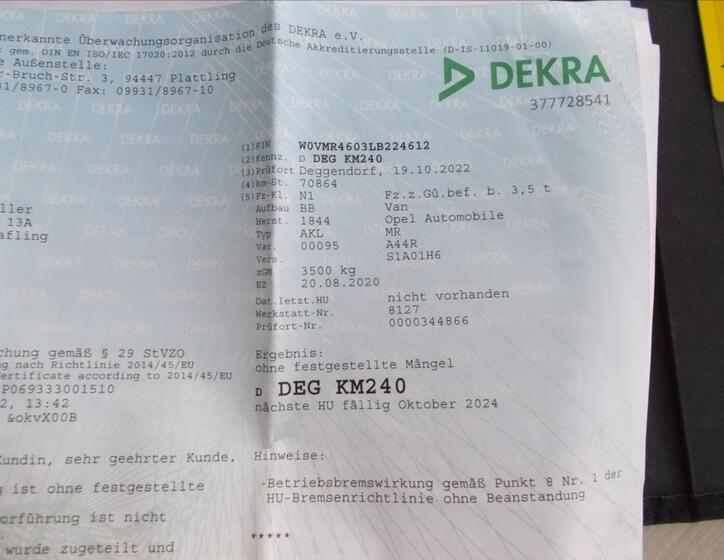 nerkannte Überwachungsorganisation des DEKRA e.V.
gem. DIN EN ISO/IEC 17020:2012 durch die Deutsche Akkreditierungsstelle (D-IS-11019-01-00)
e Außenstelle:
-Bruch-Str. 3, 94447 Plattling
31/8967-0 Fax: 09931/8967-10
DEKRA
377728541
(1) FIN W0VMR4603LB224612
(2) Kennz. D DEG KM240
(3) Prüfort Deggendorf, 19.10.2022
(4) km-St. 70864
(5) Fz-Kl. N1 Fz.z.Gü.bef. b. 3,5 t
Aufbau BB Van
Herst. 1844 Opel Automobile
Typ AKL MR
Var. 00095 A44R
Vers. S1A01H6
zGM 3500 kg
EZ 20.08.2020
Dat.letzt.HU nicht vorhanden
Werkstatt-Nr. 8127
Prüfort-Nr. 0000344866
ller
13A
afling
chung gemäß § 29 StVZO
ng nach Richtlinie 2014/45/EU
ertificate according to 2014/45/EU
P069333001510
2, 13:42
&okvX00B
Ergebnis:
ohne festgestellte Mängel
D DEG KM240
nächste HU fällig Oktober 2024
undin, sehr geehrter Kunde,
g ist ohne festgestellte
orführung ist nicht
wurde zugeteilt und
Hinweise:
-Betriebsbremswirkung gemäß Punkt 8 Nr. 1 der
HU-Bremsenrichtlinie ohne Beanstandung
*****